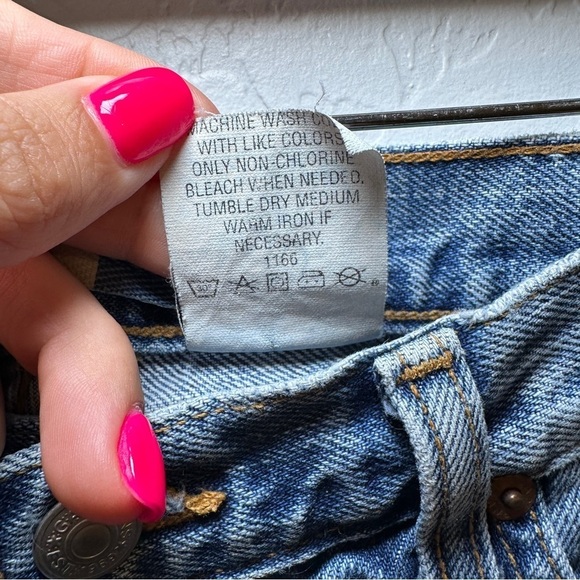 MACHINE WASH
WITH LIKE COLORS
ONLY NON-CHLORINE
BLEACH WHEN NEEDED.
TUMBLE DRY MEDIUM
WARM IRON IF
NECESSARY.
1166